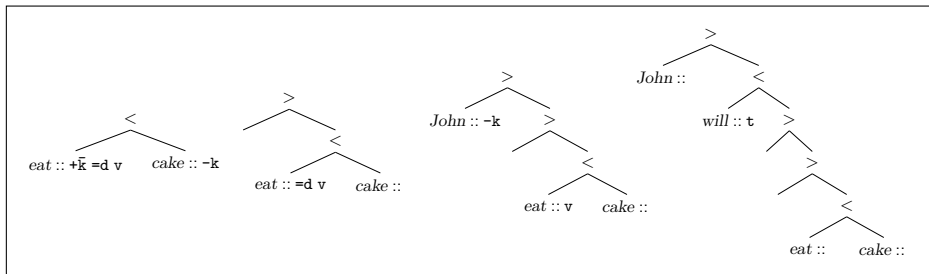 <
eat :: +k̄ =d v cake :: -k
>
<
eat :: =d v cake ::
>
John :: -k >
<
eat :: v cake ::
>
John :: <
will :: t >
>
<
eat :: cake ::